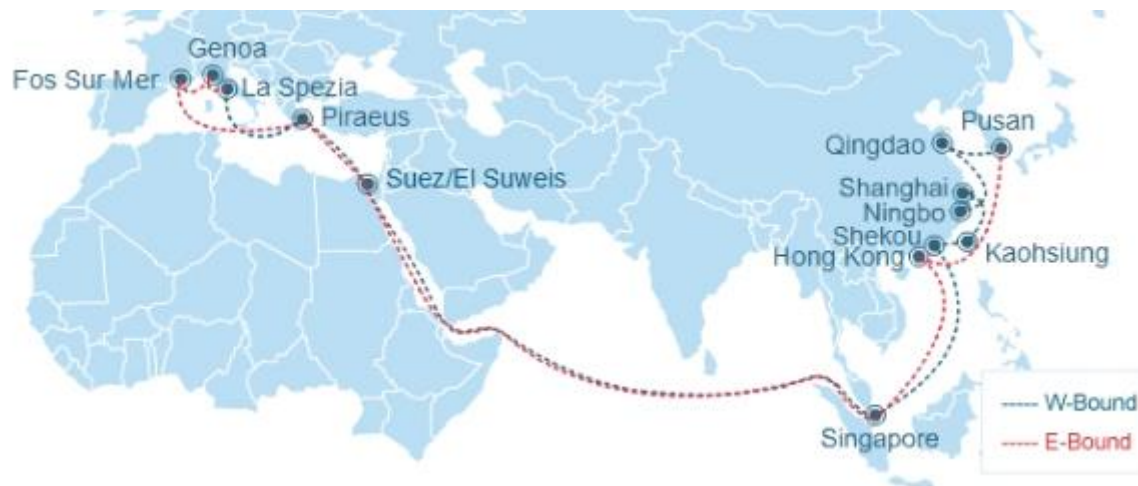 Genoa
Fos Sur Mer
La Spezia
Piraeus
Pusan
Qingdao
Suez/El Suweis
Shanghai
Ningbo
Shekou
Hong Kong
Kaohsiung
W-Bound
E-Bound
Singapore